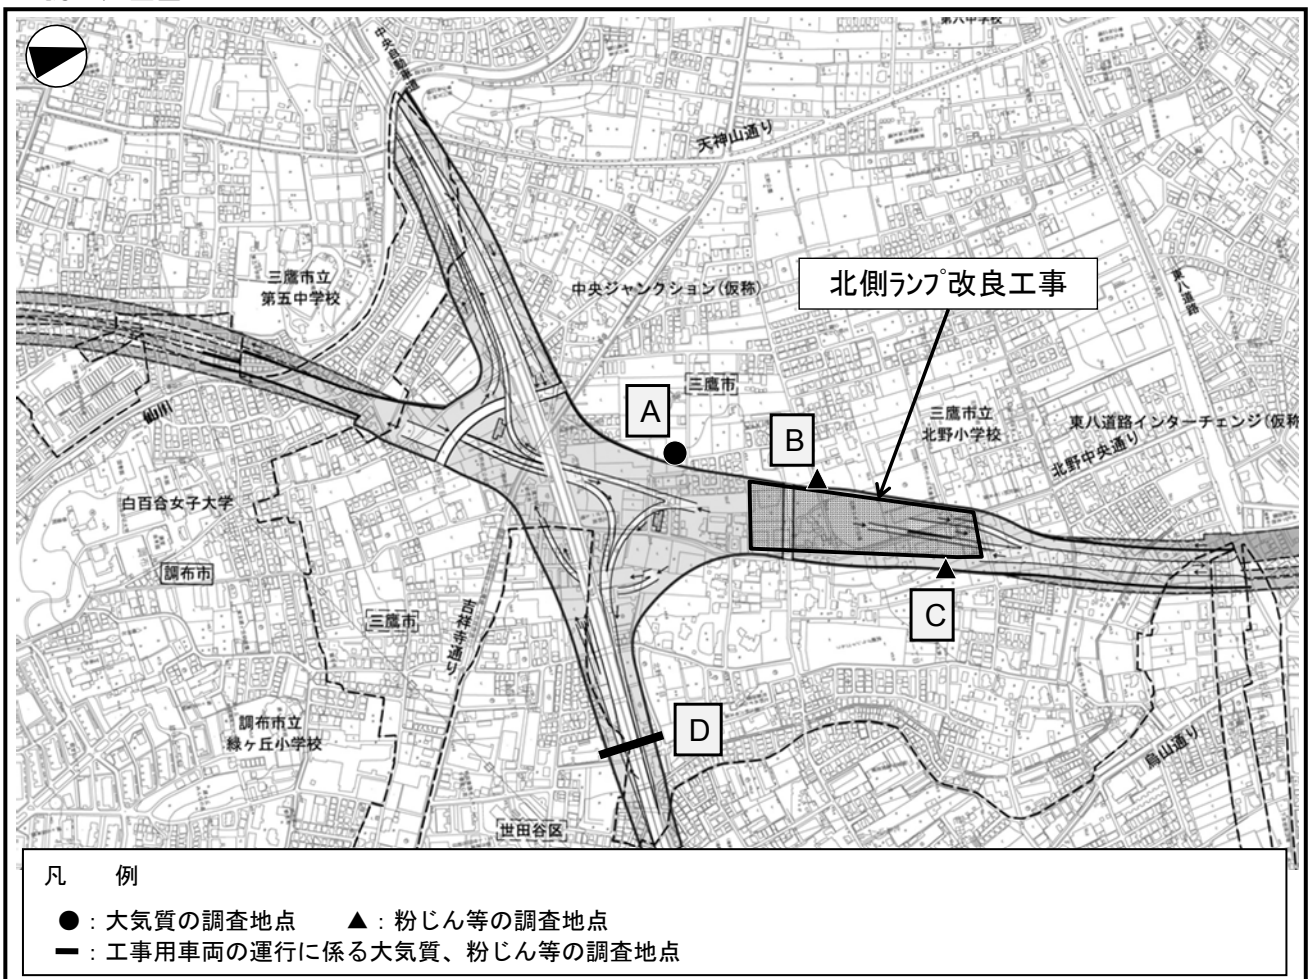 中央自動車道
天神山通り
三鷹市立
第五中学校
中央ジャンクション(仮称)
北側ランプ改良工事
東八道路
三鷹市
A
B
三鷹市立
北野小学校
東八道路インターチェンジ(仮称
北野中央通り
仙川
白百合女子大学
調布市
三鷹市
吉祥寺通り
C
調布市立
緑ヶ丘小学校
D
烏山通り
世田谷区
凡 例
●：大気質の調査地点 ▲：粉じん等の調査地点
━：工事用車両の運行に係る大気質、粉じん等の調査地点